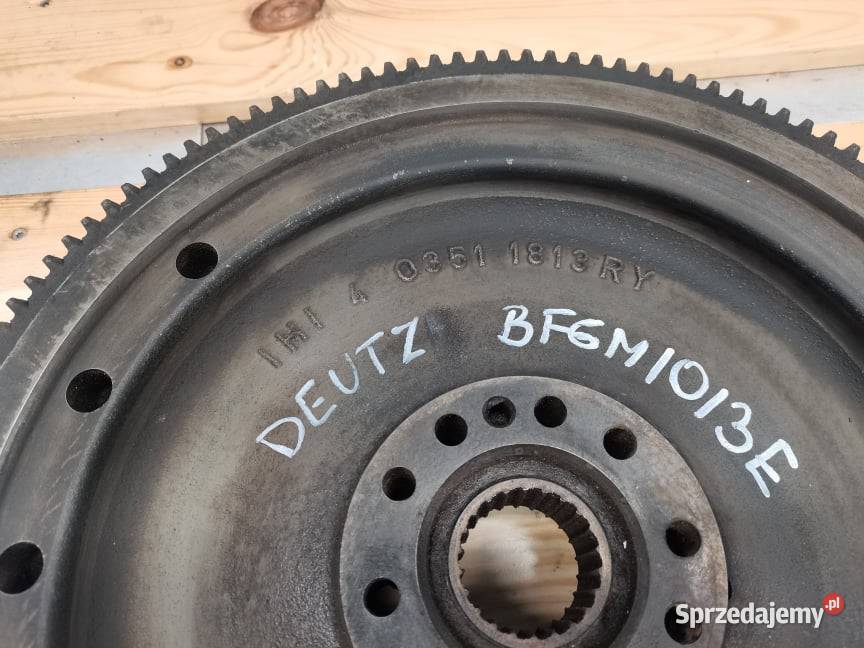 IHI 4 0351 1813RY
DEUTZ BF6M1013E
Sprzedajemy.pl